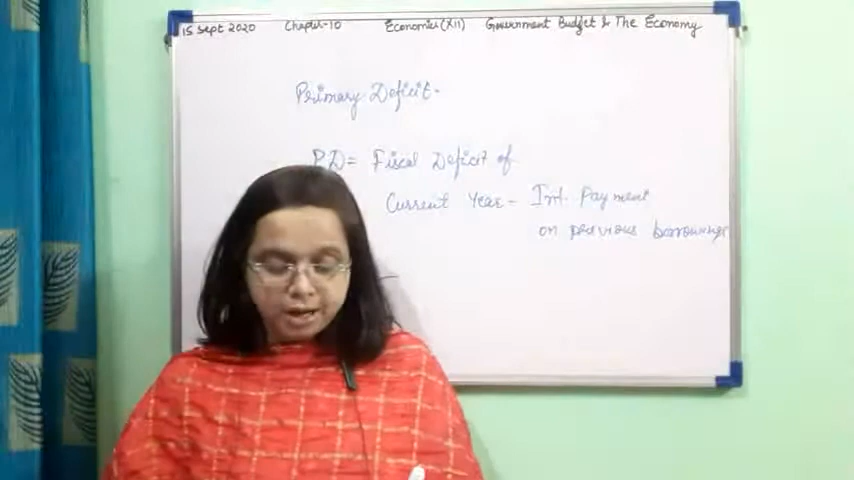 15 Sept 2020 Chapter-10 Economics (XII) Government Budget & The Economy
Primary Deficit-
P.D= Fiscal Deficit of
Current Year - Int. Payment
on previous borrowings